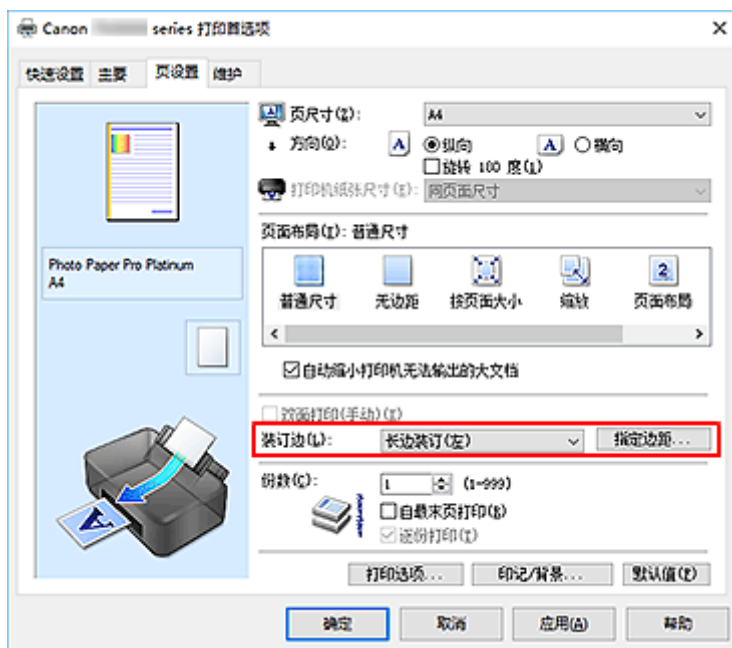 Canon series 打印首选项
快速设置 主要 页设置 维护
页尺寸(Z): A4
方向(O): A 纵向 A 横向
旋转 180 度(1)
打印机纸张尺寸(E): 同页面尺寸
页面布局(I): 普通尺寸
普通尺寸 无边距 按页面大小 缩放 页面布局
自动缩小打印机无法输出的大文档
Photo Paper Pro Platinum
A4
双面打印(手动)(X)
装订边(L): 长边装订(左) 指定边距...
份数(C): 1 (1-999)
自最末页打印(R)
逐份打印(T)
打印选项... 印记/背景... 默认值(F)
确定 取消 应用(A) 帮助